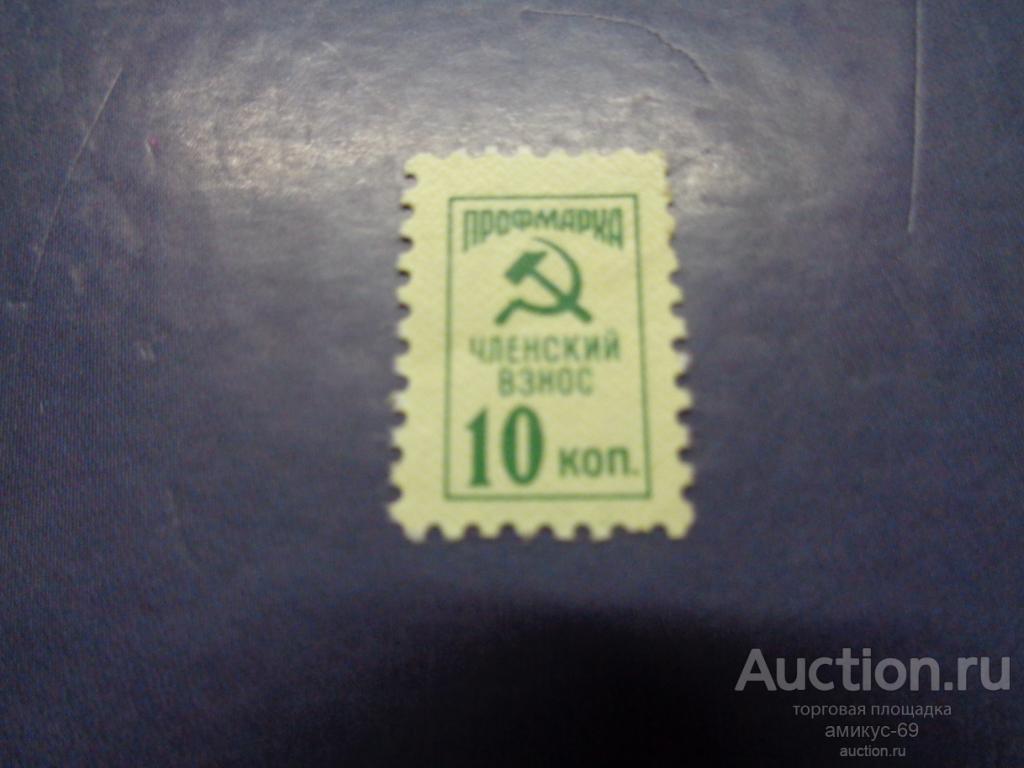 ПРОФМАРКА
ЧЛЕНСКИЙ
ВЗНОС
10 коп.
Auction.ru
торговая площадка
амикус-69
auction.ru